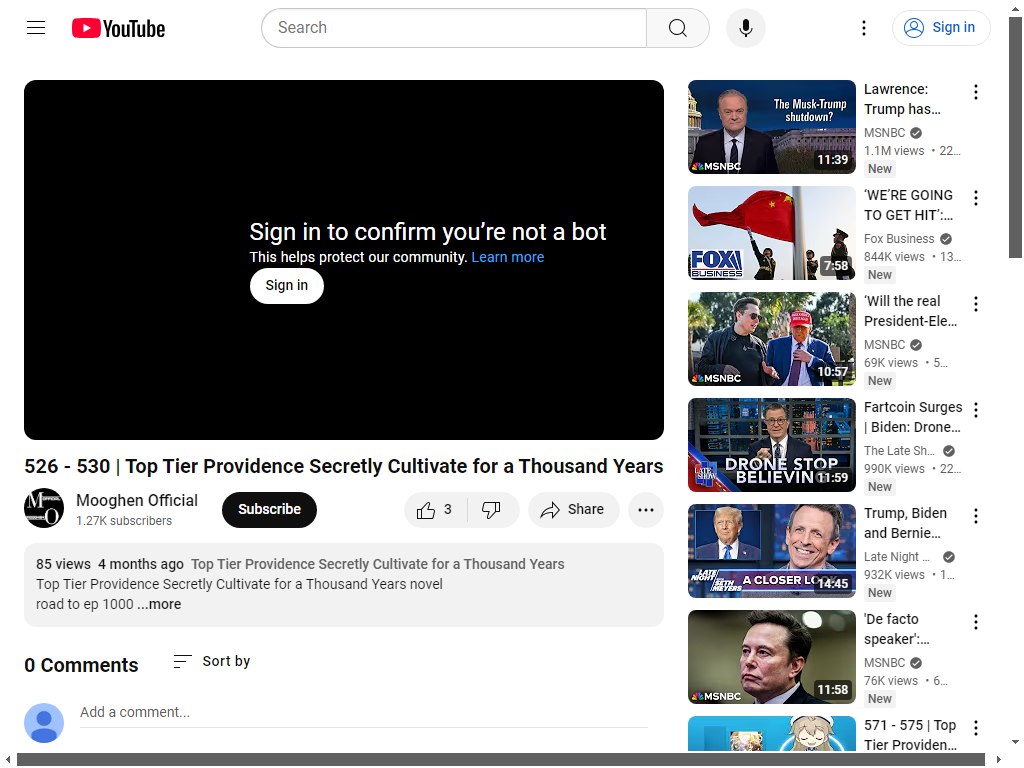 YouTube
Search
Sign in
Sign in to confirm you’re not a bot
This helps protect our community. Learn more
Sign in
526 - 530 | Top Tier Providence Secretly Cultivate for a Thousand Years
Mooghen Official
1.27K subscribers
Subscribe
3
Share
85 views 4 months ago Top Tier Providence Secretly Cultivate for a Thousand Years
Top Tier Providence Secretly Cultivate for a Thousand Years novel
road to ep 1000 ...more
0 Comments
Sort by
Add a comment...
The Musk-Trump
shutdown?
MSNBC
11:39
Lawrence:
Trump has…
MSNBC
1.1M views • 22…
New
FOX
BUSINESS
7:58
‘WE’RE GOING
TO GET HIT’:…
Fox Business
844K views • 13…
New
MSNBC
10:57
‘Will the real
President-Ele…
MSNBC
69K views • 5…
New
LATE SHOW
DRONE STOP
BELIEVIN'
11:59
Fartcoin Surges
| Biden: Drone…
The Late Sh…
990K views • 22…
New
LATE NIGHT
SETH MEYERS
A CLOSER LOOK
14:45
Trump, Biden
and Bernie…
Late Night …
932K views • 1…
New
MSNBC
11:58
'De facto
speaker':…
MSNBC
76K views • 6…
New
571 - 575 | Top
Tier Providen…